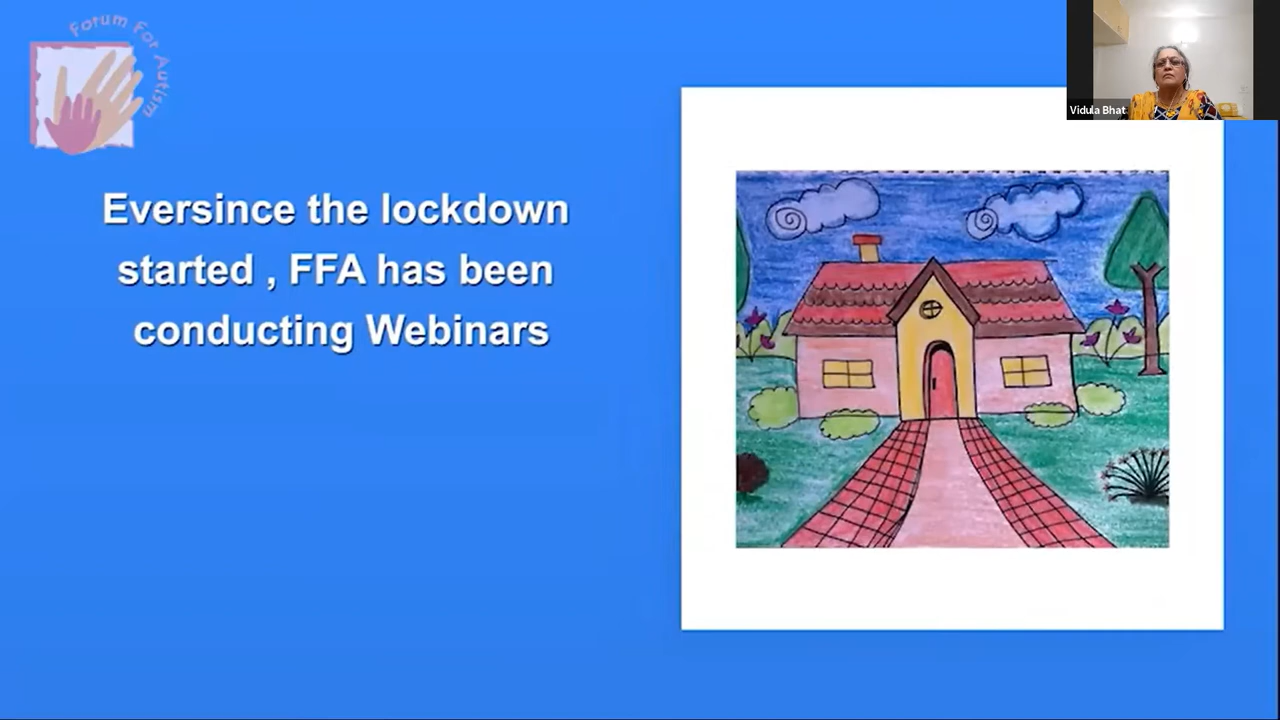 Forum For Autism
Eversince the lockdown
started , FFA has been
conducting Webinars
Vidula Bhat